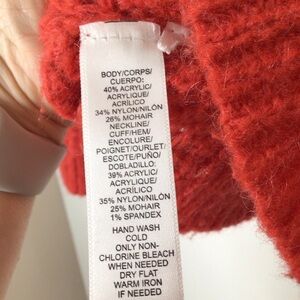 BODY/CORPS/
CUERPO:
40% ACRYLIC/
ACRYLIQUE/
ACRÍLICO
34% NYLON/NILÓN
26% MOHAIR
NECKLINE/
CUFF/HEM/
ENCOLURE/
POIGNET/OURLET/
ESCOTE/PUÑO/
DOBLADILLO:
39% ACRYLIC/
ACRYLIQUE/
ACRÍLICO
35% NYLON/NILÓN
25% MOHAIR
1% SPANDEX
HAND WASH
COLD
ONLY NON-
CHLORINE BLEACH
WHEN NEEDED
DRY FLAT
WARM IRON
IF NEEDED